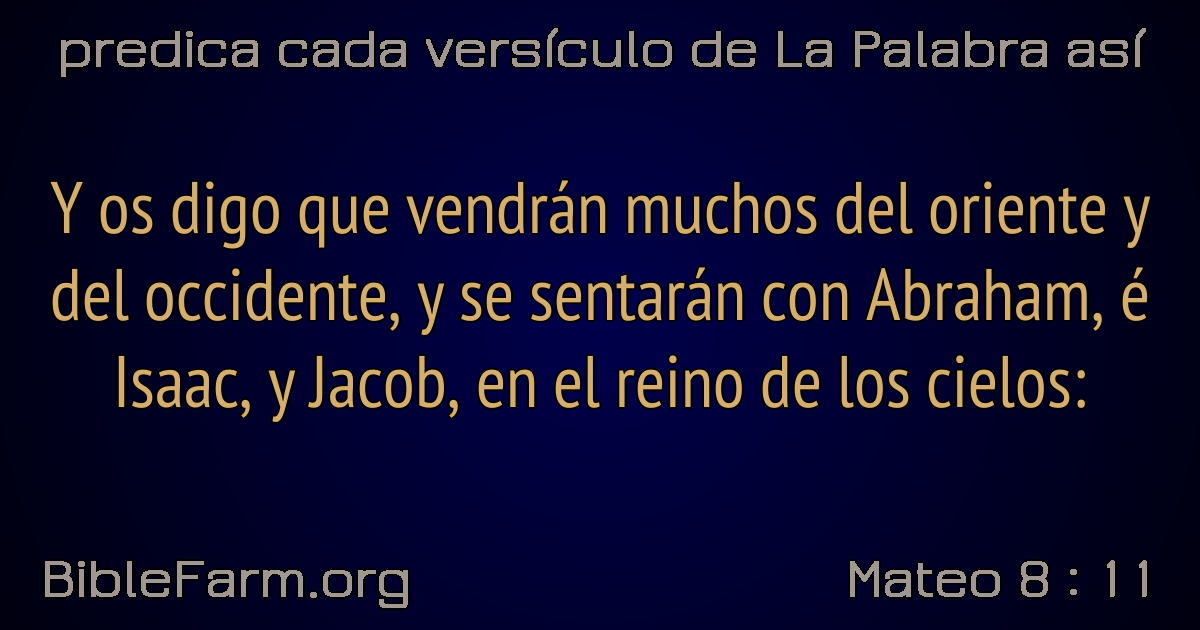 predica cada versículo de La Palabra así
Y os digo que vendrán muchos del oriente y
del occidente, y se sentarán con Abraham, é
Isaac, y Jacob, en el reino de los cielos:
BibleFarm.org
Mateo 8 : 11